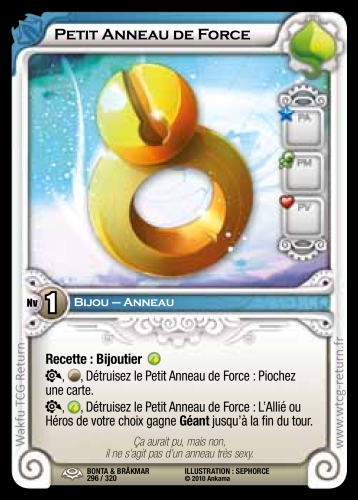 Petit Anneau de Force
PA
PM
PV
Nv 1 Bijou – Anneau
Recette : Bijoutier
, , Détruisez le Petit Anneau de Force : Piochez
une carte.
, , Détruisez le Petit Anneau de Force : L'Allié ou
Héros de votre choix gagne Géant jusqu'à la fin du tour.
Ça aurait pu, mais non,
il ne s'agit pas d'un anneau très sexy.
BONTA & BRÂKMAR
296 / 320
ILLUSTRATION : SEPHORCE
© 2010 Ankama
Wakfu TCG Return
www.wtcg-return.fr